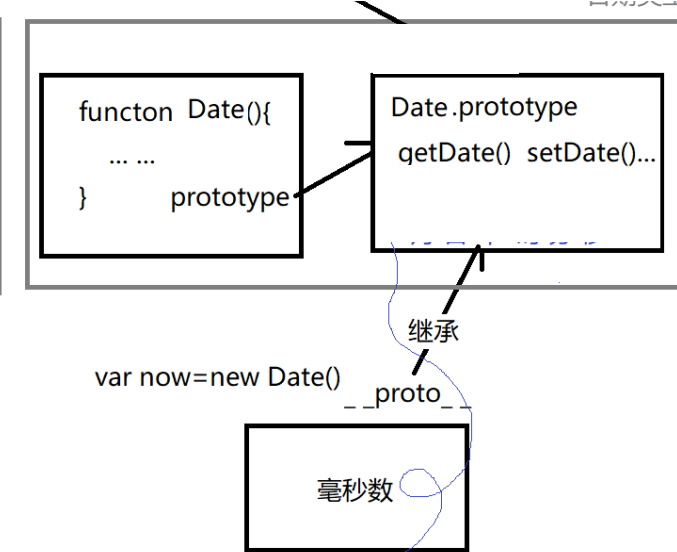 functon Date(){
... ...
}
prototype
Date.prototype
getDate() setDate()...
继承
var now=new Date()
__proto__
毫秒数